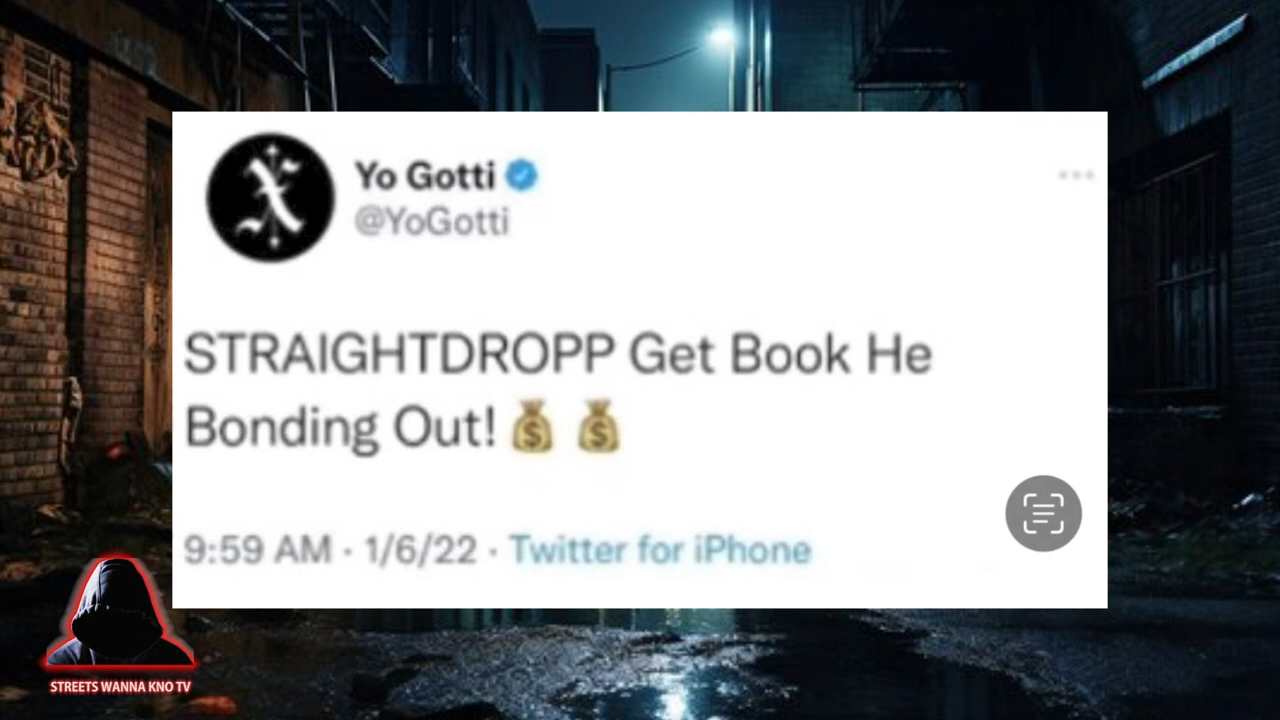 Yo Gotti
@YoGotti
STRAIGHTDROPP Get Book He
Bonding Out! 💰 💰
9:59 AM · 1/6/22 · Twitter for iPhone
STREETS WANNA KNO TV